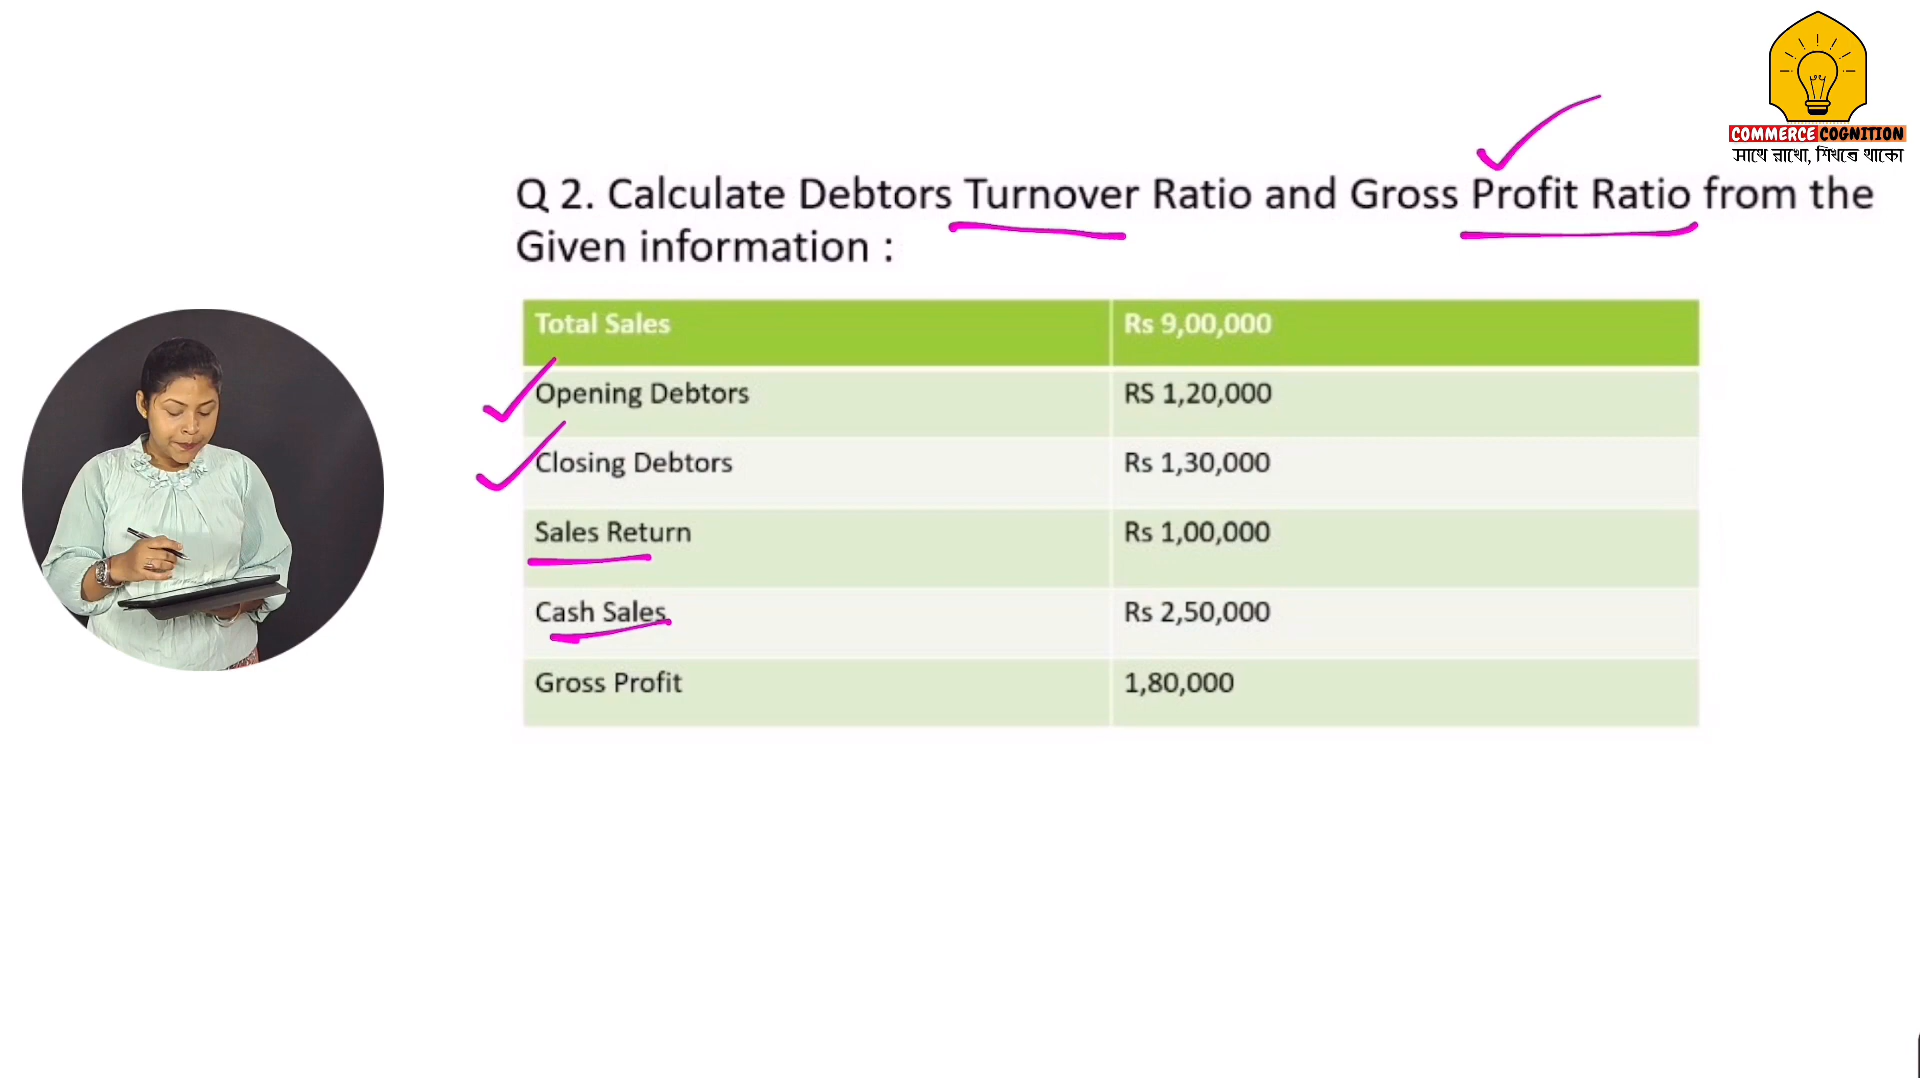 COMMERCE COGNITION
সাথে রাখো, শিখতে থাকো
Q 2. Calculate Debtors Turnover Ratio and Gross Profit Ratio from the
Given information :
Total Sales Rs 9,00,000
Opening Debtors RS 1,20,000
Closing Debtors Rs 1,30,000
Sales Return Rs 1,00,000
Cash Sales Rs 2,50,000
Gross Profit 1,80,000